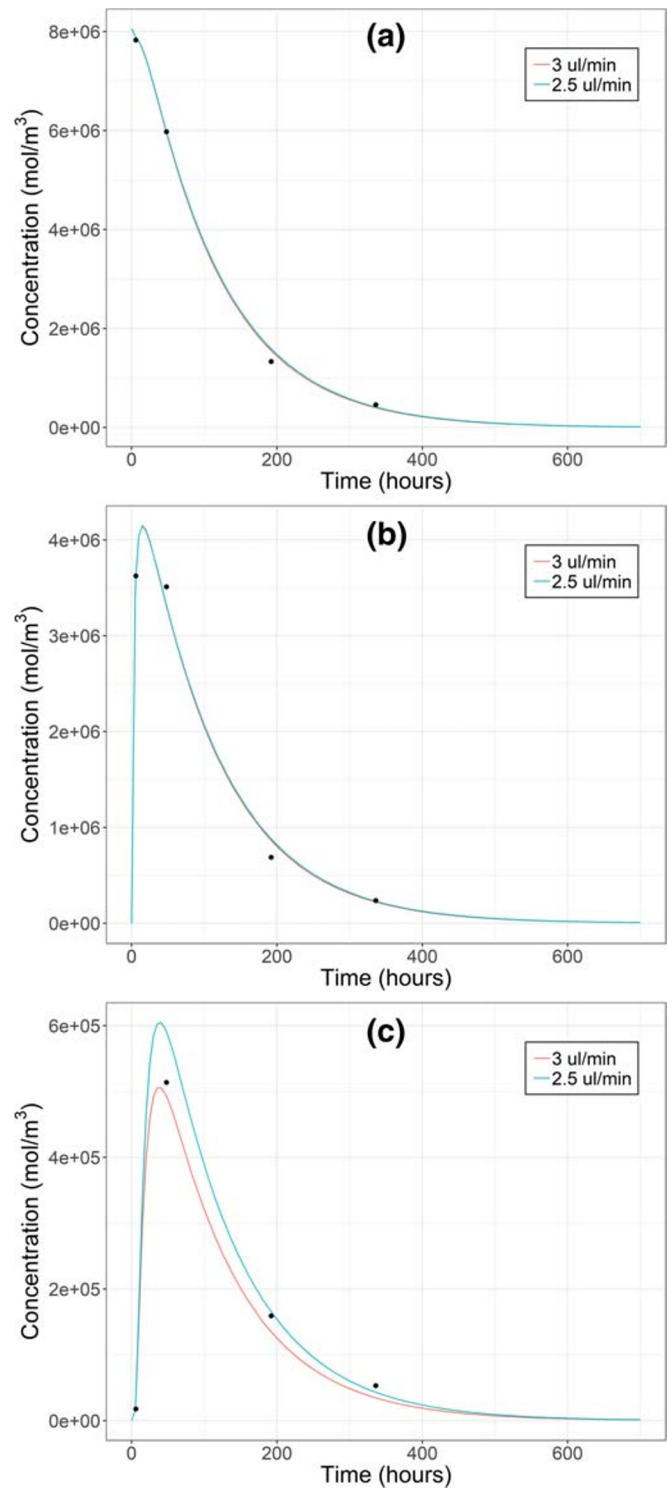 (a)
3 ul/min
2.5 ul/min
8e+06
6e+06
4e+06
2e+06
0e+00
Concentration (mol/m³)
0 200 400 600
Time (hours)
(b)
3 ul/min
2.5 ul/min
4e+06
3e+06
2e+06
1e+06
0e+00
Concentration (mol/m³)
0 200 400 600
Time (hours)
(c)
3 ul/min
2.5 ul/min
6e+05
4e+05
2e+05
0e+00
Concentration (mol/m³)
0 200 400 600
Time (hours)